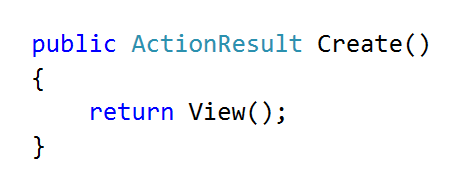 public ActionResult Create()
{
    return View();
}